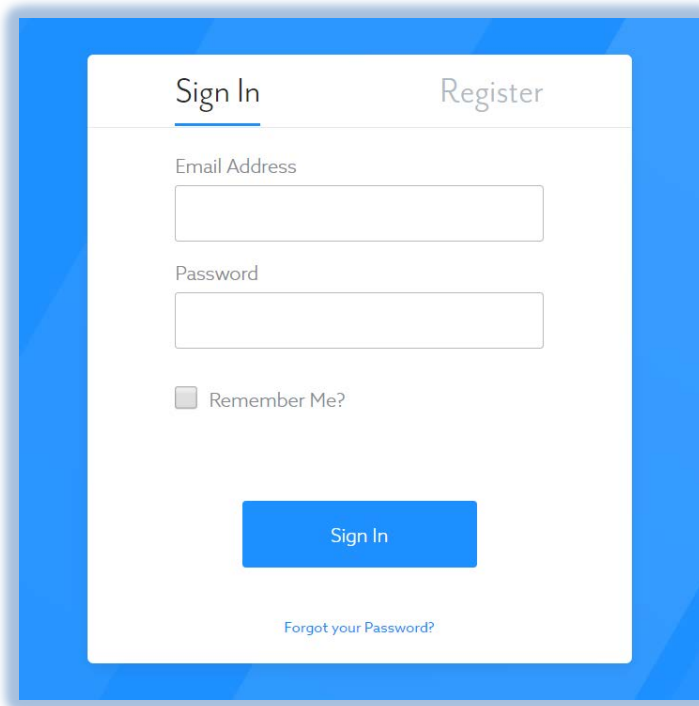 Sign In
Register
Email Address
Password
Remember Me?
Sign In
Forgot your Password?